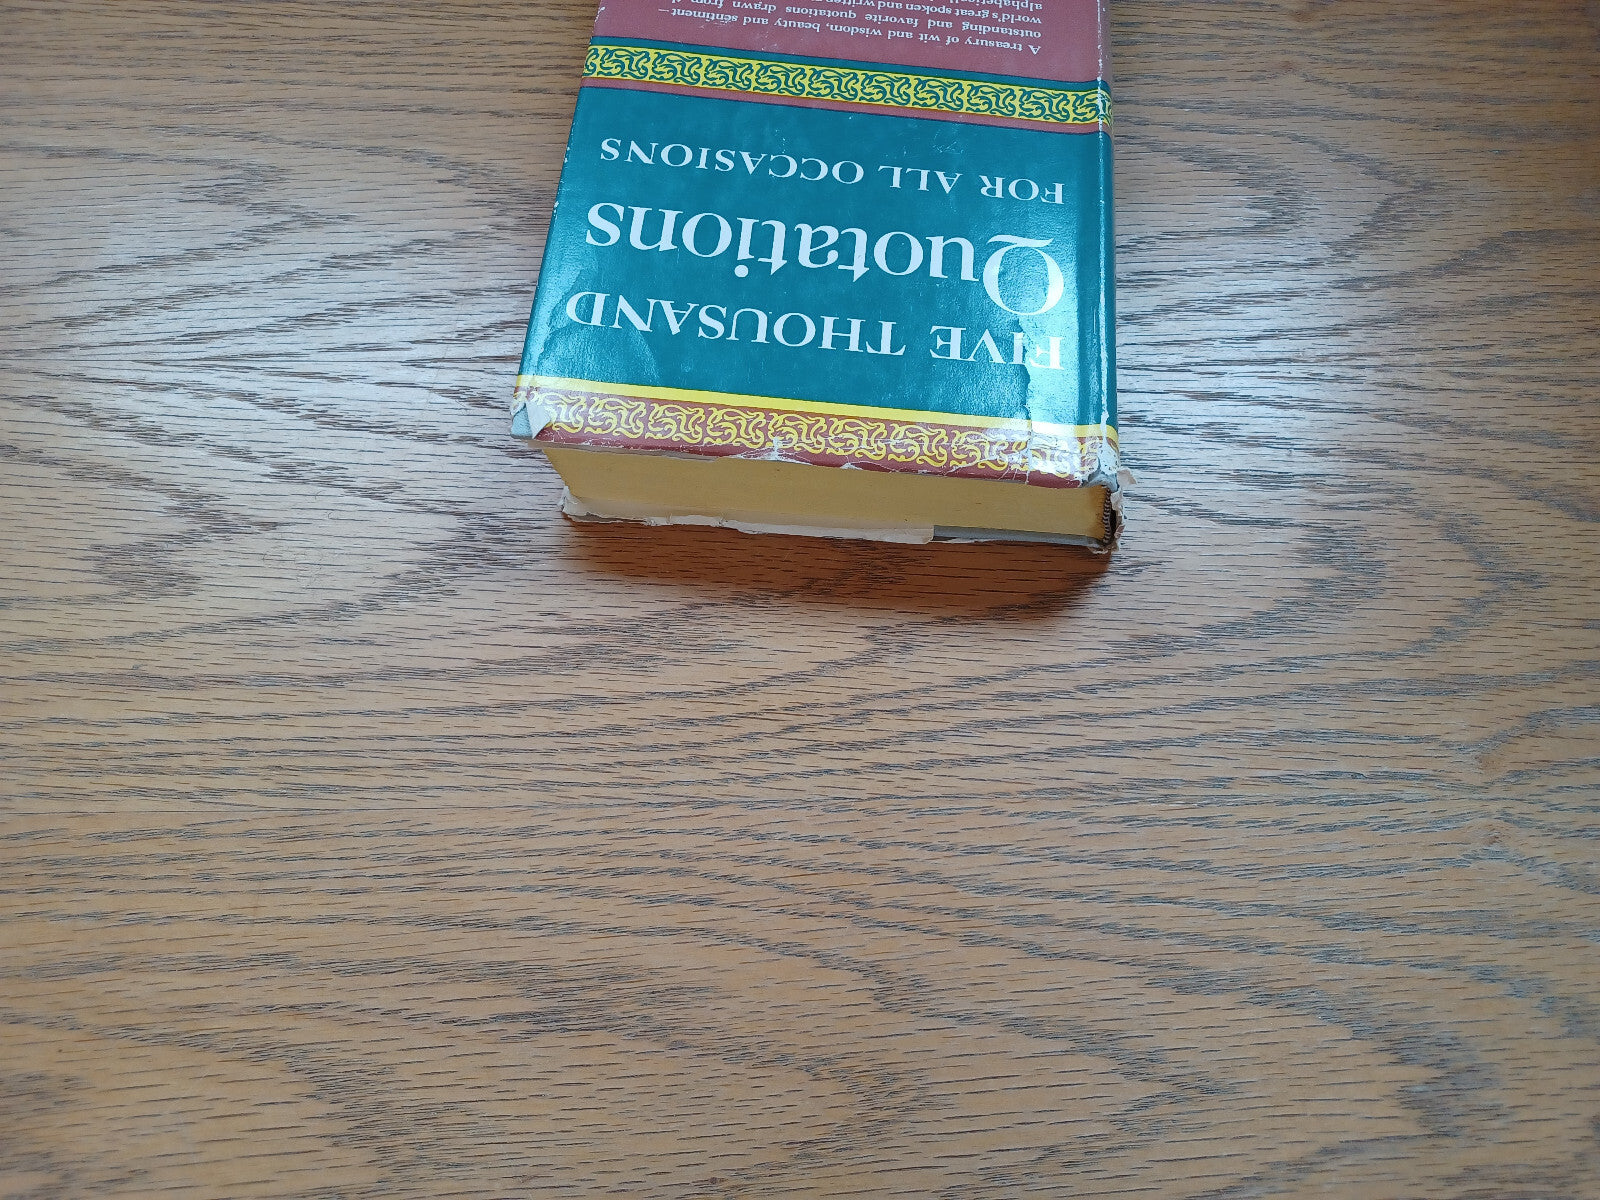 FIVE THOUSAND
Quotations
FOR ALL OCCASIONS
A treasury of wit and wisdom, beauty and sentiment—
outstanding and favorite quotations drawn from
world's great spoken and written